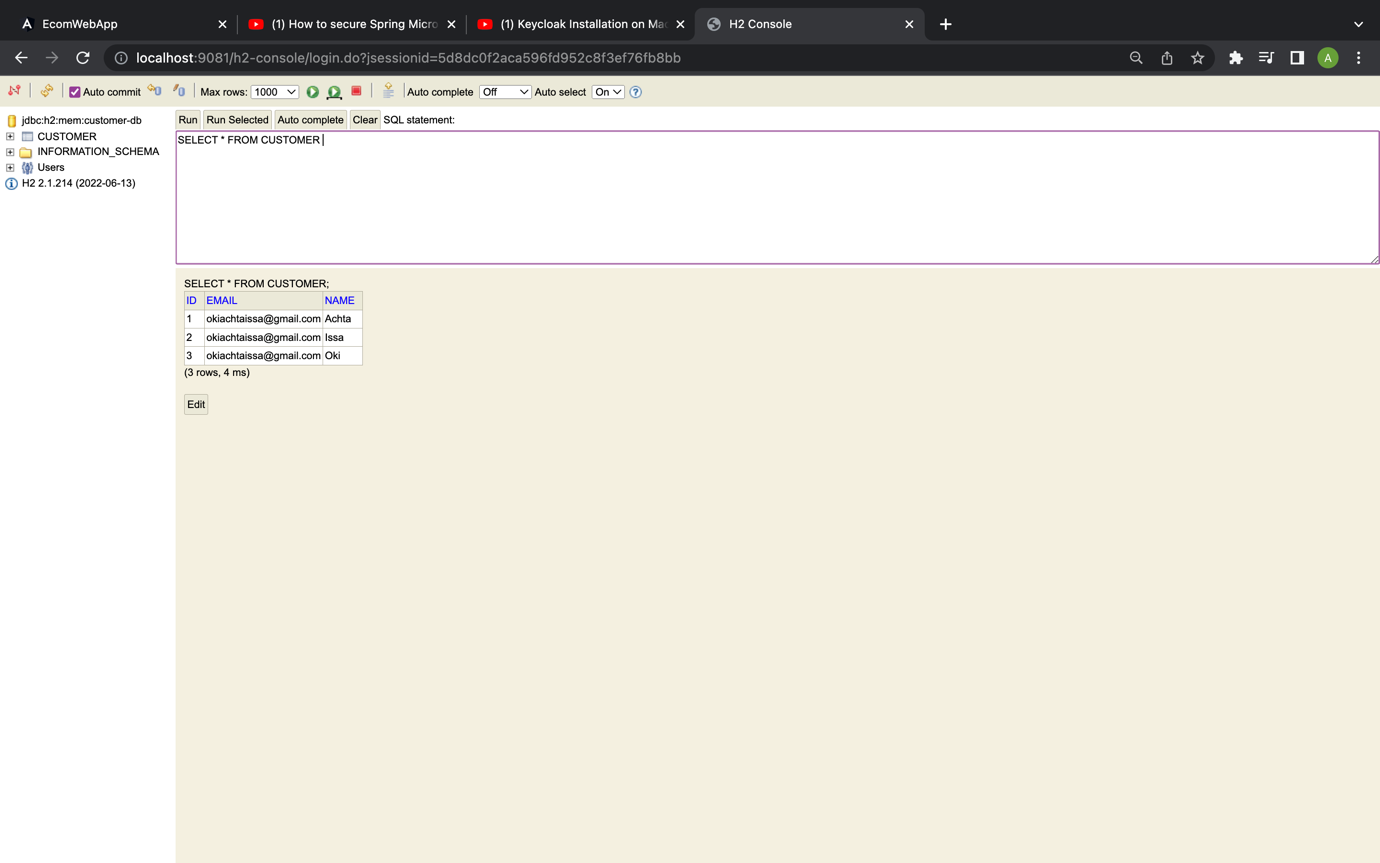 EcomWebApp
(1) How to secure Spring Micro
(1) Keycloak Installation on Mac
H2 Console
localhost:9081/h2-console/login.do?jsessionid=5d8dc0f2aca596fd952c8f3ef76fb8bb
A
Auto commit
Max rows: 1000
Auto complete Off
Auto select On
jdbc:h2:mem:customer-db
CUSTOMER
INFORMATION_SCHEMA
Users
H2 2.1.214 (2022-06-13)
Run Run Selected Auto complete Clear SQL statement:
SELECT * FROM CUSTOMER
SELECT * FROM CUSTOMER;
ID EMAIL NAME
1 okiachtaissa@gmail.com Achta
2 okiachtaissa@gmail.com Issa
3 okiachtaissa@gmail.com Oki
(3 rows, 4 ms)
Edit